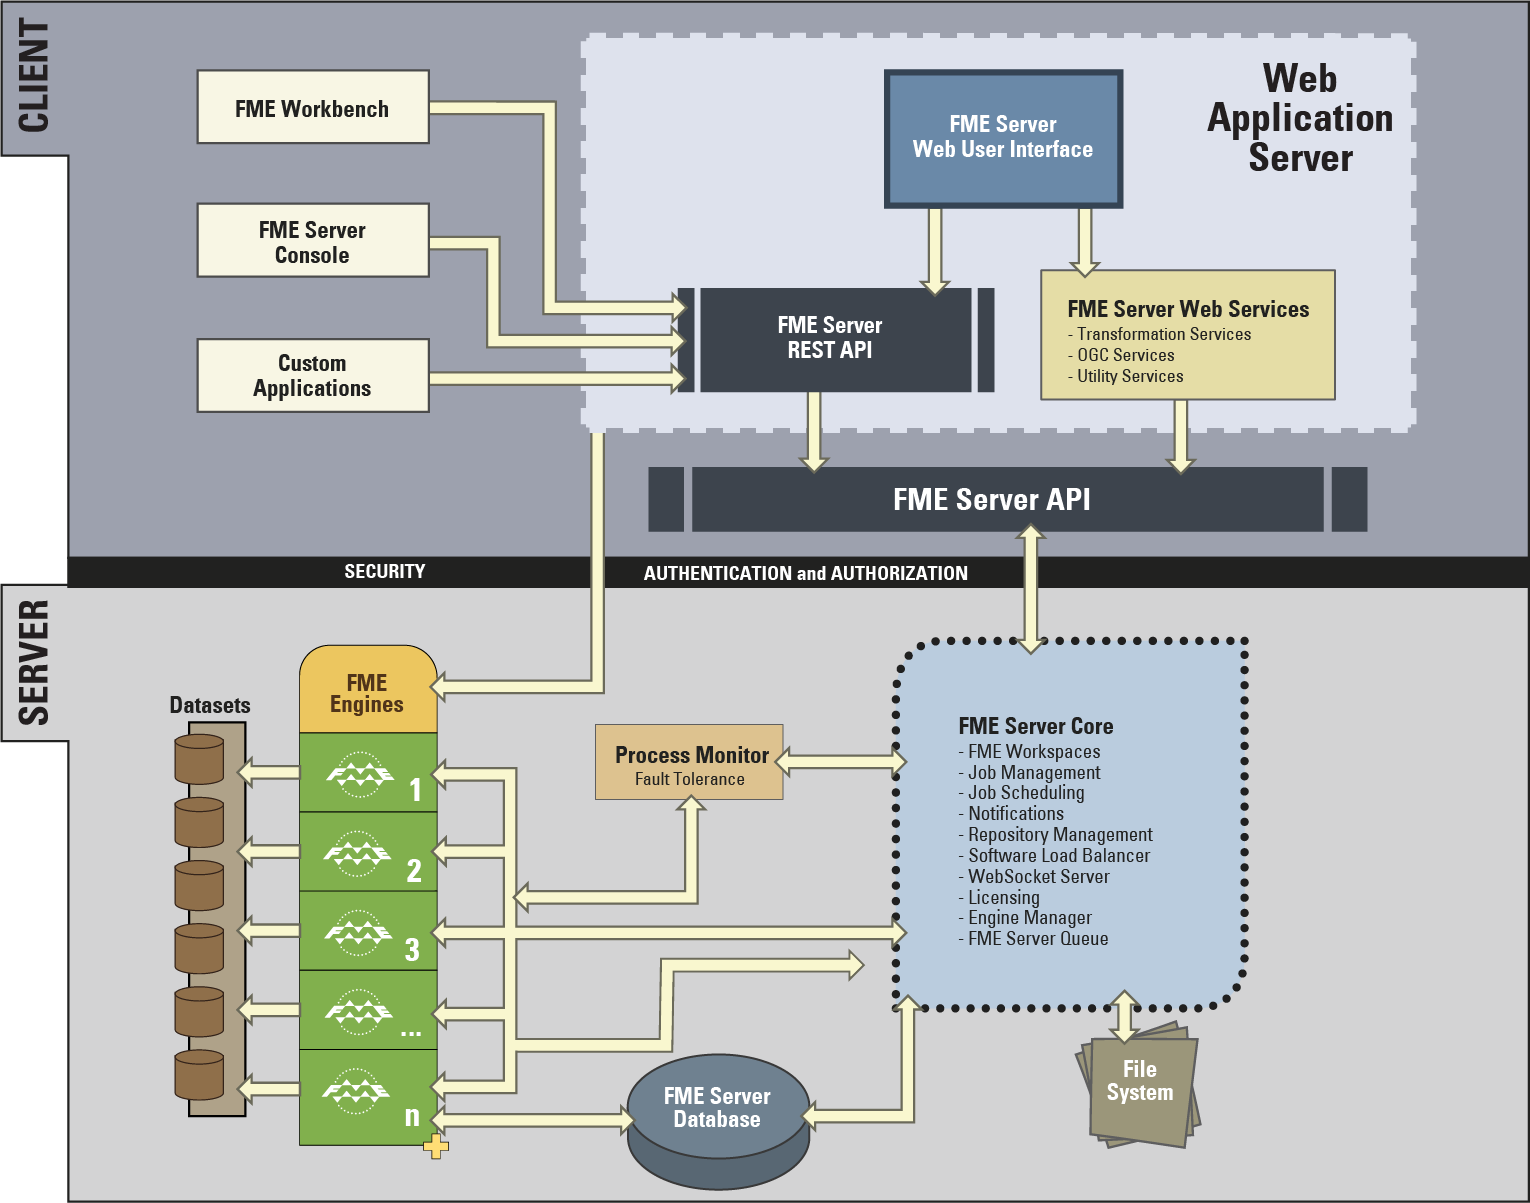 CLIENT
Web
Application
Server
FME Workbench
FME Server
Web User Interface
FME Server
Console
FME Server Web Services
- Transformation Services
- OGC Services
- Utility Services
FME Server
REST API
Custom
Applications
FME Server API
SECURITY
AUTHENTICATION and AUTHORIZATION
SERVER
FME
Engines
Datasets
1
2
3
...
n
Process Monitor
Fault Tolerance
FME Server Core
- FME Workspaces
- Job Management
- Job Scheduling
- Notifications
- Repository Management
- Software Load Balancer
- WebSocket Server
- Licensing
- Engine Manager
- FME Server Queue
FME Server
Database
File
System